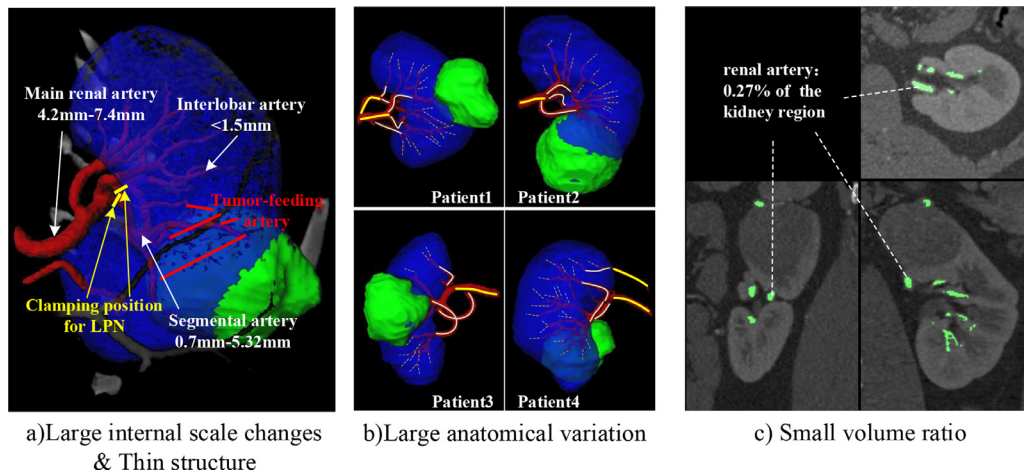 Main renal artery
4.2mm-7.4mm
Interlobar artery
<1.5mm
Tumor-feeding
artery
Clamping position
for LPN
Segmental artery
0.7mm-5.32mm
a)Large internal scale changes
& Thin structure
Patient1
Patient2
Patient3
Patient4
b)Large anatomical variation
renal artery:
0.27% of the
kidney region
c) Small volume ratio